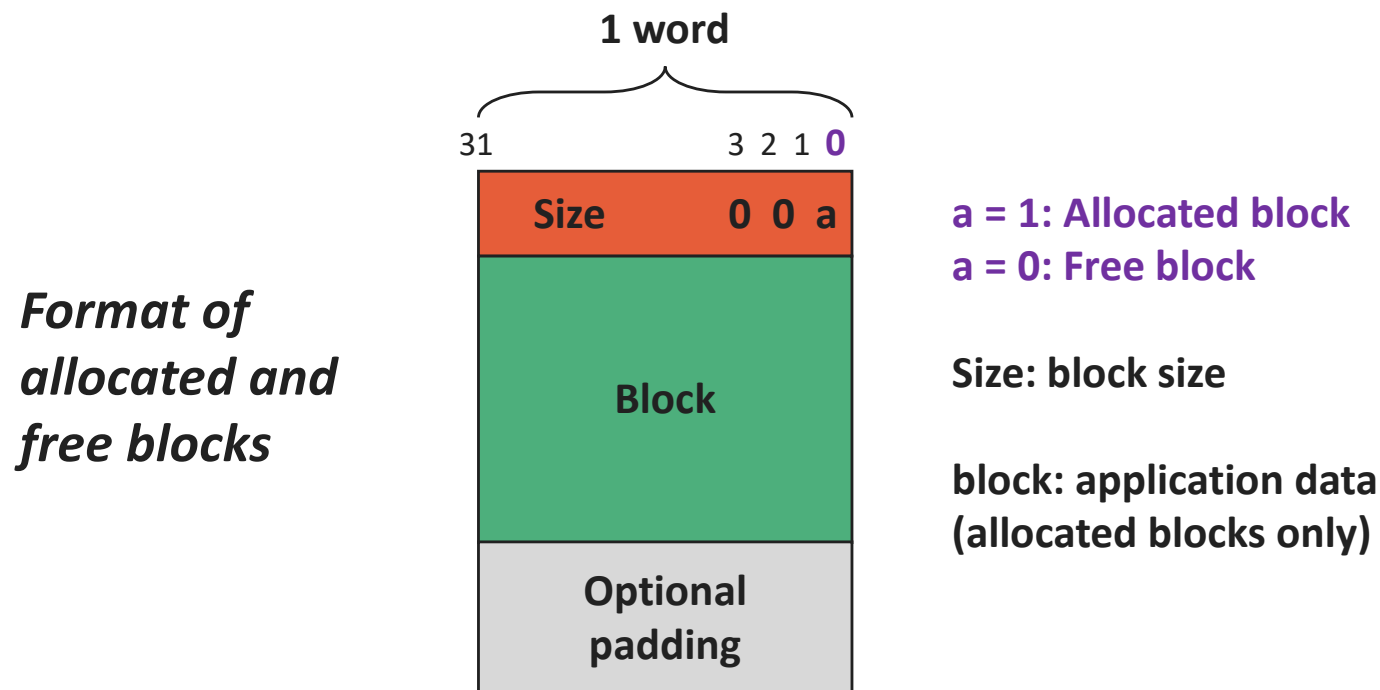 1 word
31 3 2 1 0
Size 0 0 a
a = 1: Allocated block
a = 0: Free block
Format of
allocated and
free blocks
Size: block size
Block
block: application data
(allocated blocks only)
Optional
padding